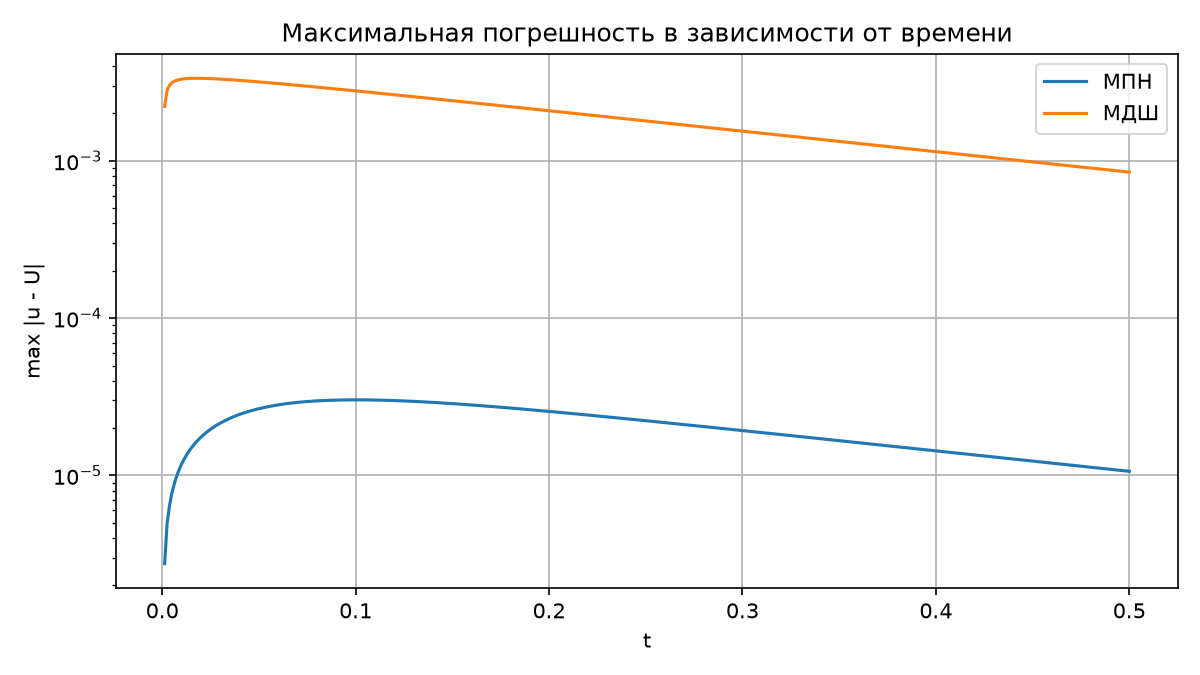 Максимальная погрешность в зависимости от времени
МПН
МДШ
max |u - U|
10⁻³
10⁻⁴
10⁻⁵
0.0 0.1 0.2 0.3 0.4 0.5
t